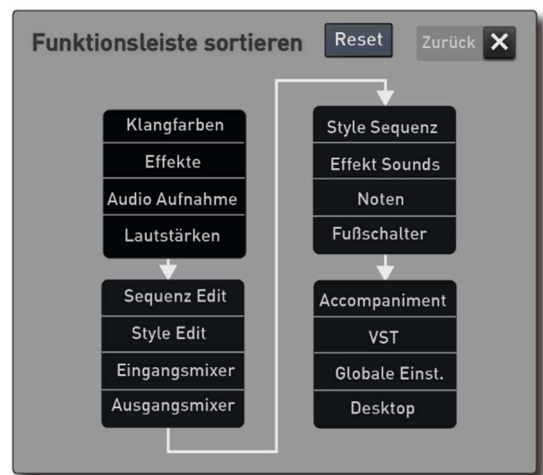 Funktionsleiste sortieren
Reset
Zurück X
Klangfarben
Effekte
Audio Aufnahme
Lautstärken
Sequenz Edit
Style Edit
Eingangsmixer
Ausgangsmixer
Style Sequenz
Effekt Sounds
Noten
Fußschalter
Accompaniment
VST
Globale Einst.
Desktop